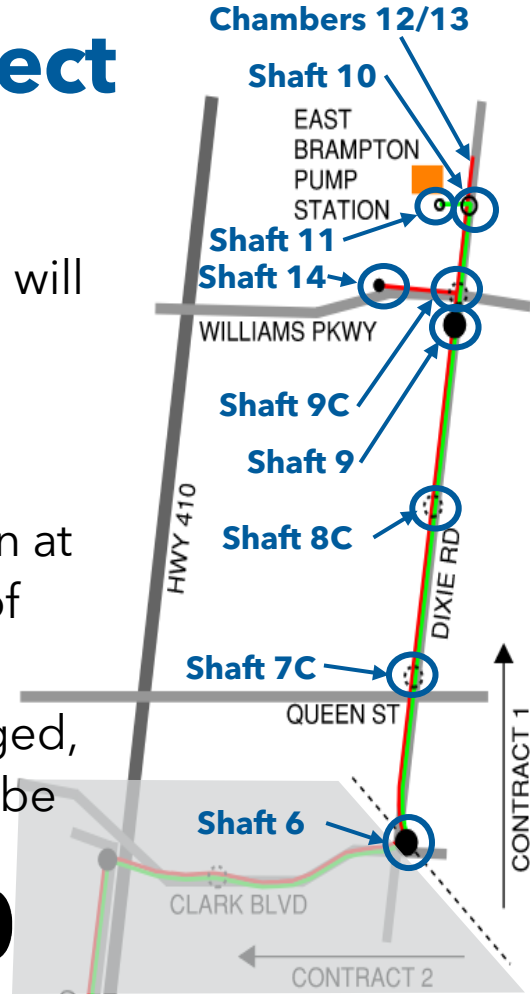 Chambers 12/13
ect
Shaft 10
EAST
BRAMPTON
PUMP
STATION
Shaft 11
will
Shaft 14
WILLIAMS PKWY
Shaft 9C
Shaft 9
HWY 410
n at
Shaft 8C
DIXIE RD
of
Shaft 7C
QUEEN ST
ged,
be
CONTRACT 1
Shaft 6
CLARK BLVD
CONTRACT 2